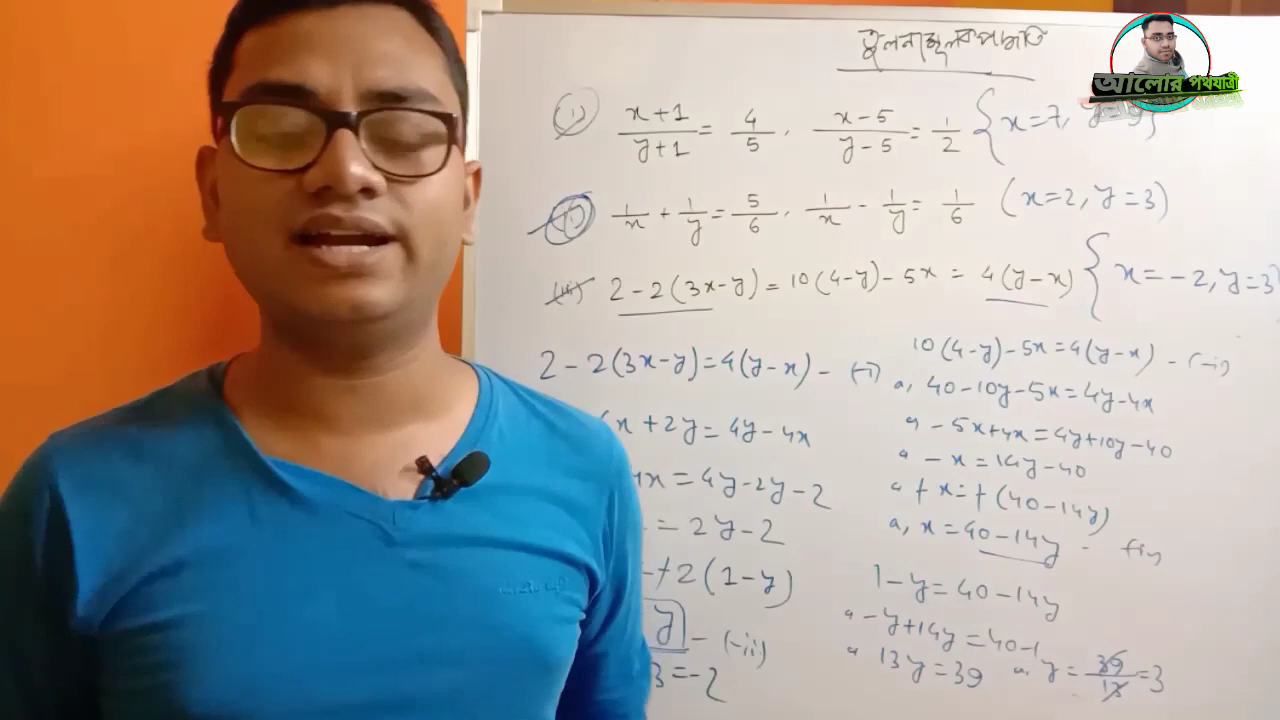 তুলনামূলক পদ্ধতি
আলোর পথযাত্রী
(i) x+1/y+1 = 4/5, x-5/y-5 = 1/2 { x=7,
(ii) 1/x + 1/y = 5/6, 1/x - 1/y = 1/6 (x=2, y=3)
(iii) 2-2(3x-y) = 10(4-y)-5x = 4(y-x) { x=-2, y=3}
2-2(3x-y)=4(y-x) - (i)
x+2y=4y-4x
4x=4y-2y-2
= 2y-2
2(1-y)
y - (iii)
3=-2
10(4-y)-5x=4(y-x) - (ii)
a, 40-10y-5x=4y-4x
" -5x+4x=4y+10y-40
" -x=14y-40
" +x=+(40-14y)
a, x=40-14y -
1-y=40-14y
" -y+14y=40-1
" 13y=39 a, y=39/13=3